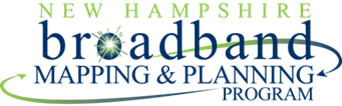 NEW HAMPSHIRE
broadband
MAPPING & PLANNING
PROGRAM